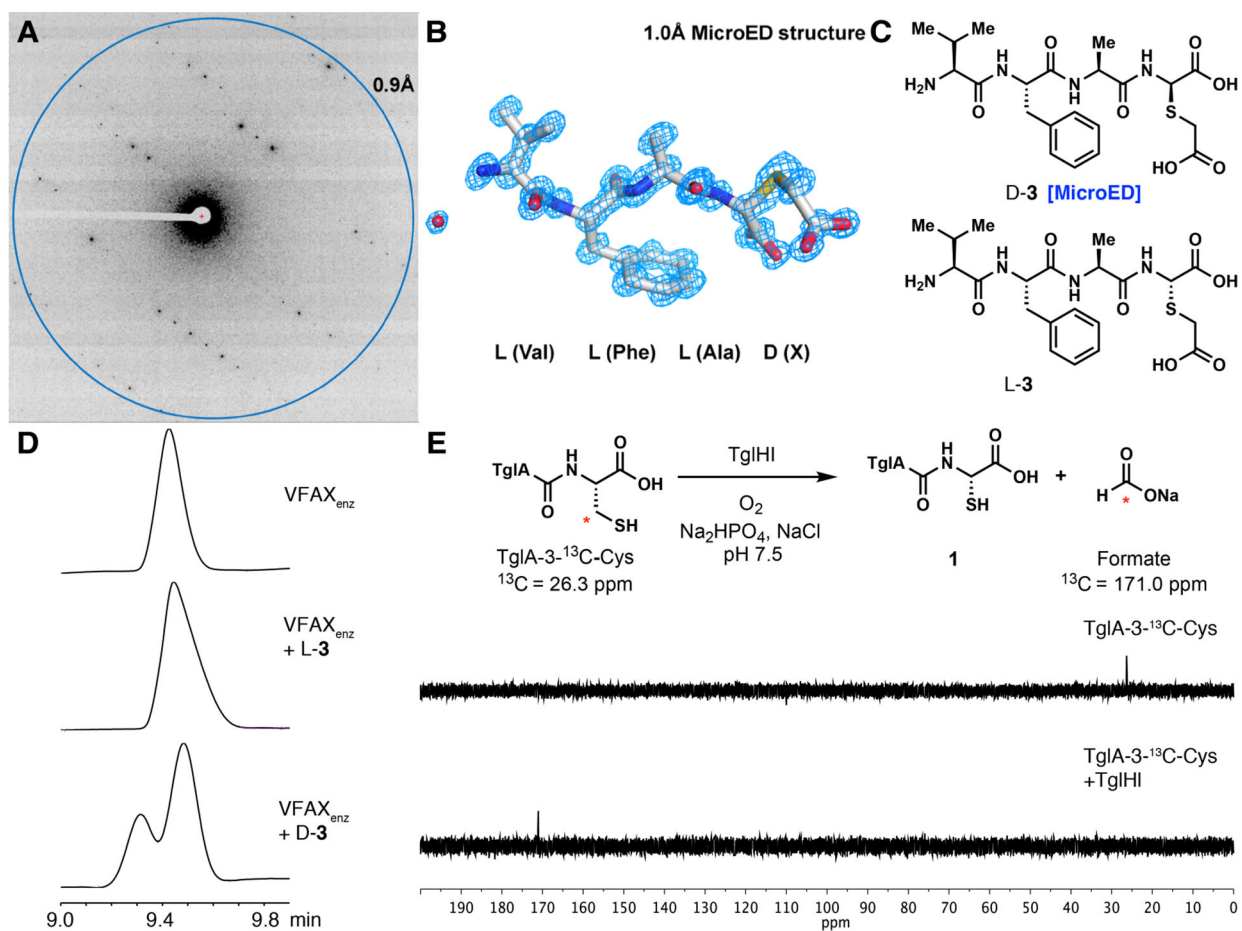 A
0.9Å
B
1.0Å MicroED structure
L (Val) L (Phe) L (Ala) D (X)
C
Me Me
O Me O
H₂N NH NH OH
O N H O S
HO O
D-3 [MicroED]
Me Me
O Me O
H₂N NH NH OH
O N H O S
HO O
L-3
D
VFAXenz
VFAXenz
+ L-3
VFAXenz
+ D-3
9.0 9.4 min 9.8
E
TglA H N O OH
O * SH
TglA-3-¹³C-Cys
¹³C = 26.3 ppm
TglHI
O₂
Na₂HPO₄, NaCl
pH 7.5
TglA H N O OH
O SH
1
+
O
H * ONa
Formate
¹³C = 171.0 ppm
TglA-3-¹³C-Cys
TglA-3-¹³C-Cys
+TglHI
190 180 170 160 150 140 130 120 110 100 90 80 70 60 50 40 30 20 10 0
ppm